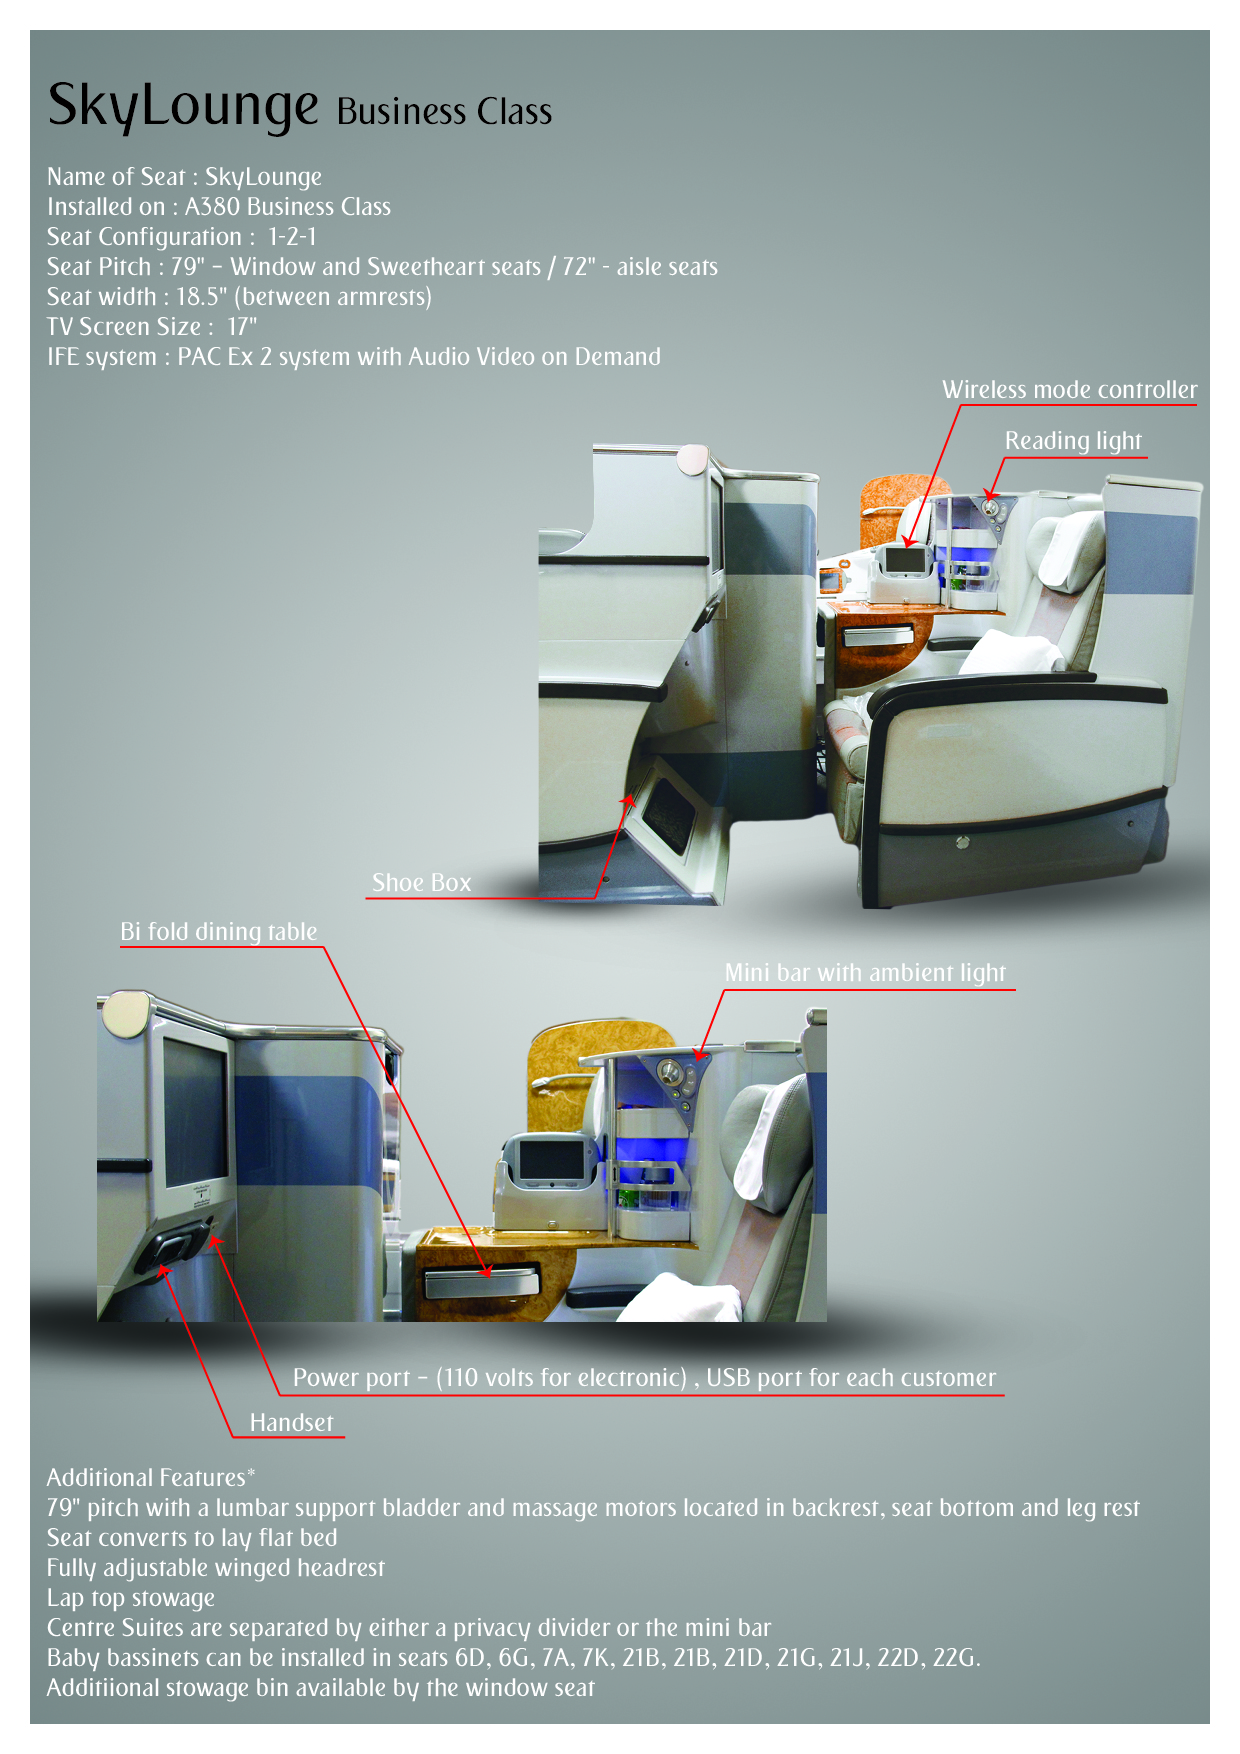 SkyLounge Business Class
Name of Seat : SkyLounge
Installed on : A380 Business Class
Seat Configuration :  1-2-1
Seat Pitch : 79" – Window and Sweetheart seats / 72" - aisle seats
Seat width : 18.5" (between armrests)
TV Screen Size :  17"
IFE system : PAC Ex 2 system with Audio Video on Demand
Wireless mode controller
Reading light
Shoe Box
Bi fold dining table
Mini bar with ambient light
Power port – (110 volts for electronic) , USB port for each customer
Handset
Additional Features*
79" pitch with a lumbar support bladder and massage motors located in backrest, seat bottom and leg rest
Seat converts to lay flat bed
Fully adjustable winged headrest
Lap top stowage
Centre Suites are separated by either a privacy divider or the mini bar
Baby bassinets can be installed in seats 6D, 6G, 7A, 7K, 21B, 21B, 21D, 21G, 21J, 22D, 22G.
Additiional stowage bin available by the window seat